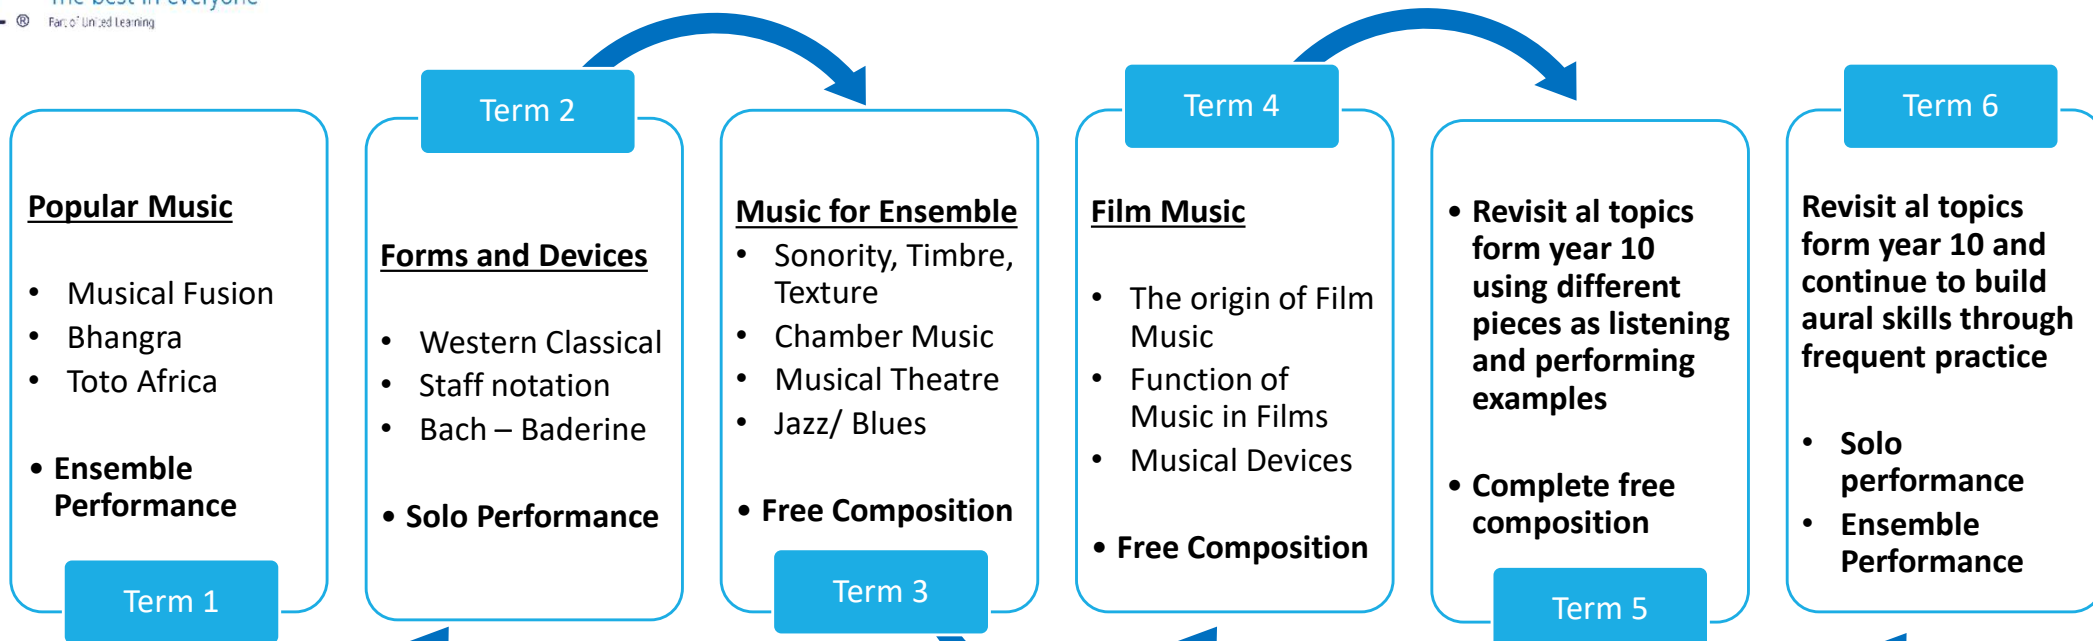 The best in everyone
® Part of United Learning
Popular Music
• Musical Fusion
• Bhangra
• Toto Africa
• Ensemble
Performance
Term 1
Term 2
Forms and Devices
• Western Classical
• Staff notation
• Bach – Baderine
• Solo Performance
Music for Ensemble
• Sonority, Timbre,
Texture
• Chamber Music
• Musical Theatre
• Jazz/ Blues
• Free Composition
Term 3
Term 4
Film Music
• The origin of Film
Music
• Function of
Music in Films
• Musical Devices
• Free Composition
• Revisit al topics
form year 10
using different
pieces as listening
and performing
examples
• Complete free
composition
Term 5
Term 6
Revisit al topics
form year 10 and
continue to build
aural skills through
frequent practice
• Solo
performance
• Ensemble
Performance